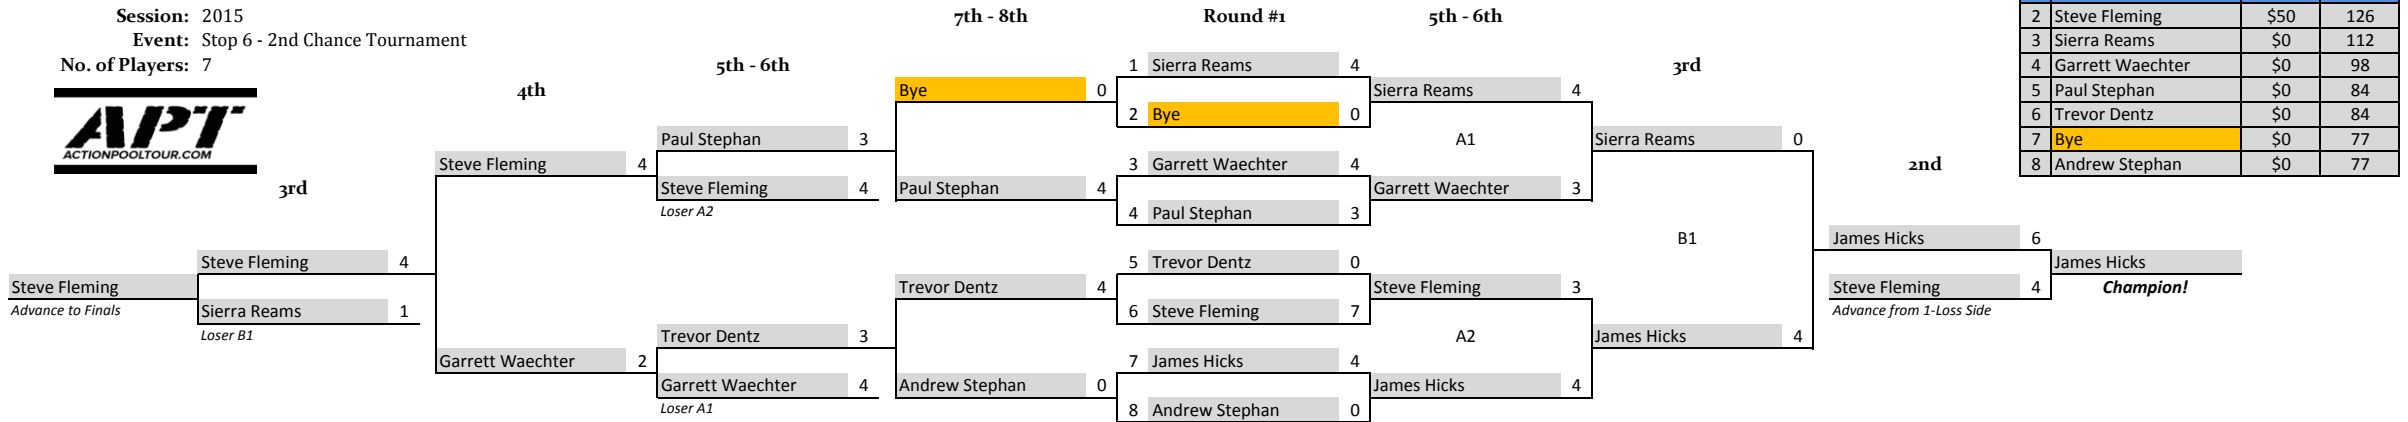 Session: 2015
Event: Stop 6 - 2nd Chance Tournament
No. of Players: 7
APT
ACTIONPOOLTOUR.COM
3rd
Steve Fleming
Advance to Finals
Steve Fleming 4
Sierra Reams 1
Loser B1
4th
Steve Fleming 4
Garrett Waechter 2
5th - 6th
Paul Stephan 3
Steve Fleming 4
Loser A2
Trevor Dentz 3
Garrett Waechter 4
Loser A1
7th - 8th
Bye 0
Paul Stephan 4
Trevor Dentz 4
Andrew Stephan 0
Round #1
1 Sierra Reams 4
2 Bye 0
3 Garrett Waechter 4
4 Paul Stephan 3
5 Trevor Dentz 0
6 Steve Fleming 7
7 James Hicks 4
8 Andrew Stephan 0
5th - 6th
Sierra Reams 4
A1
Garrett Waechter 3
Steve Fleming 3
A2
James Hicks 4
3rd
Sierra Reams 0
B1
James Hicks 4
2nd
James Hicks 6
Steve Fleming 4
Advance from 1-Loss Side
James Hicks
Champion!
2 Steve Fleming $50 126
3 Sierra Reams $0 112
4 Garrett Waechter $0 98
5 Paul Stephan $0 84
6 Trevor Dentz $0 84
7 Bye $0 77
8 Andrew Stephan $0 77